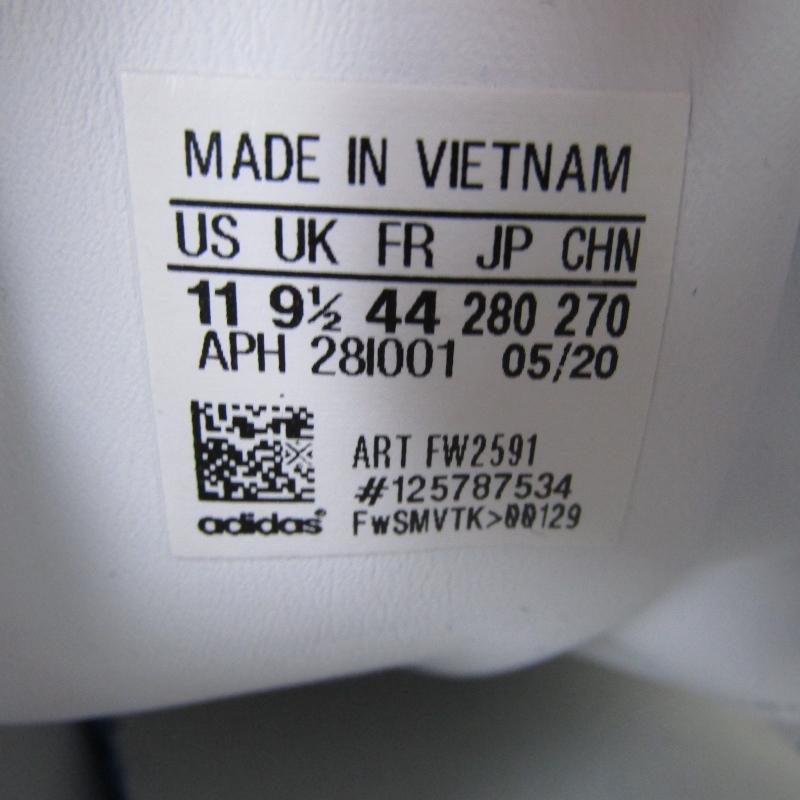 MADE IN VIETNAM
US UK FR JP CHN
11 9½ 44 280 270
APH 28I001 05/20
ART FW2591
#125787534
adidas® FwSMVTK>00129